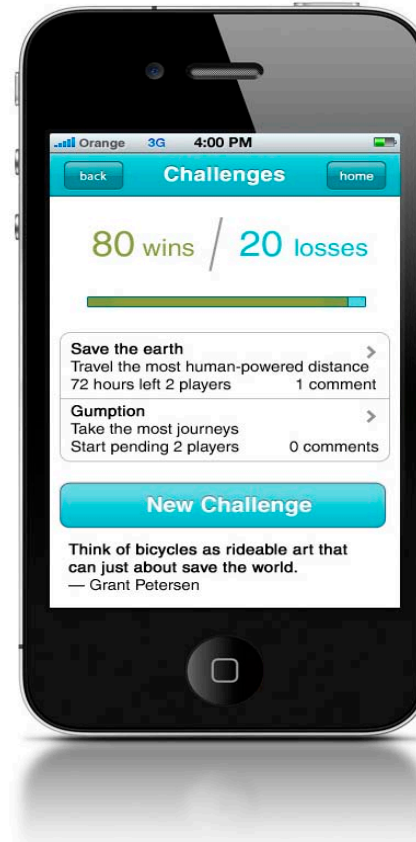 Orange 3G 4:00 PM
back Challenges home
80 wins / 20 losses
Save the earth
Travel the most human-powered distance
72 hours left 2 players 1 comment
Gumption
Take the most journeys
Start pending 2 players 0 comments
New Challenge
Think of bicycles as rideable art that
can just about save the world.
— Grant Petersen